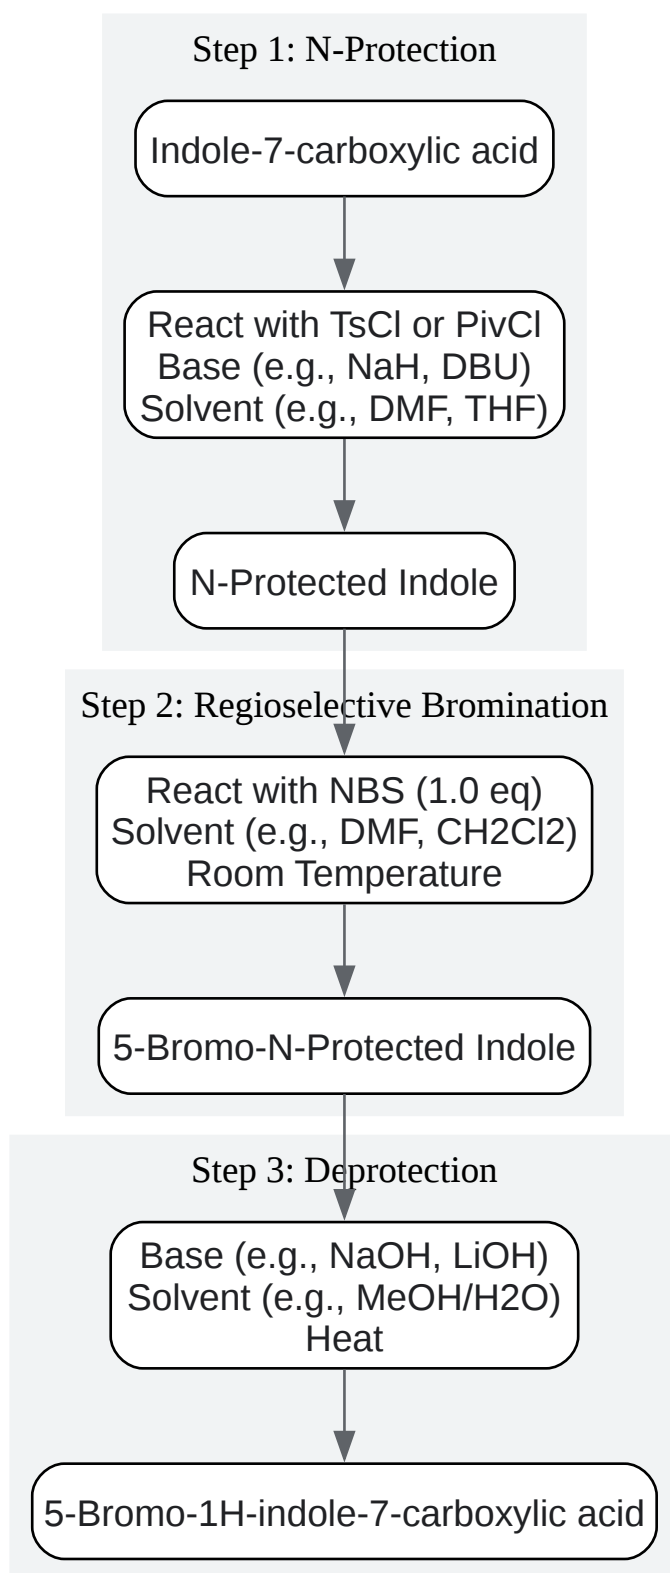 Step 1: N-Protection
Indole-7-carboxylic acid
React with TsCl or PivCl
Base (e.g., NaH, DBU)
Solvent (e.g., DMF, THF)
N-Protected Indole
Step 2: Regioselective Bromination
React with NBS (1.0 eq)
Solvent (e.g., DMF, CH2Cl2)
Room Temperature
5-Bromo-N-Protected Indole
Step 3: Deprotection
Base (e.g., NaOH, LiOH)
Solvent (e.g., MeOH/H2O)
Heat
5-Bromo-1H-indole-7-carboxylic acid